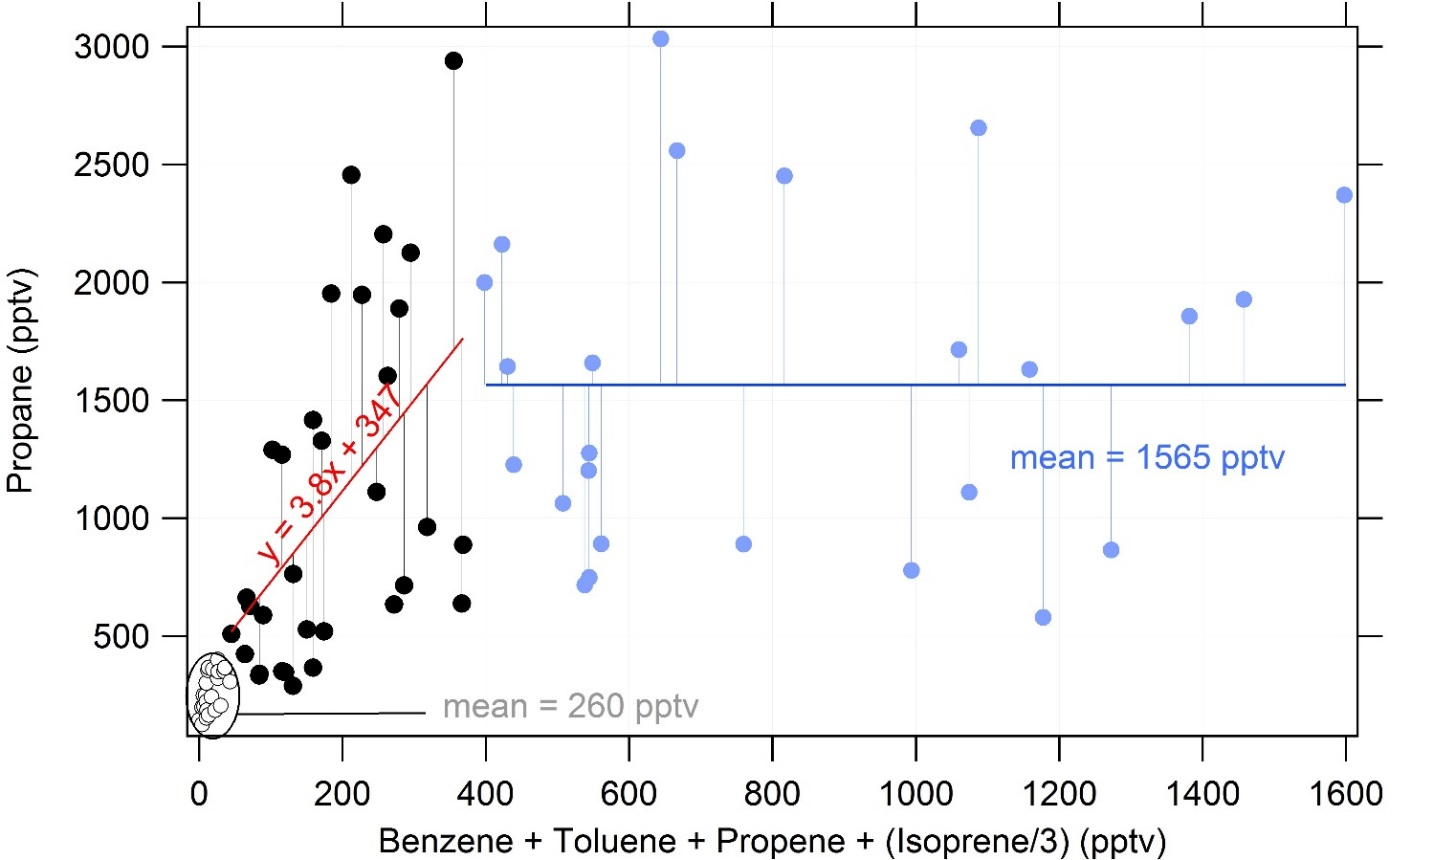 3000
2500
2000
1500
1000
500
Propane (pptv)
y = 3.8x + 347
mean = 1565 pptv
mean = 260 pptv
0 200 400 600 800 1000 1200 1400 1600
Benzene + Toluene + Propene + (Isoprene/3) (pptv)